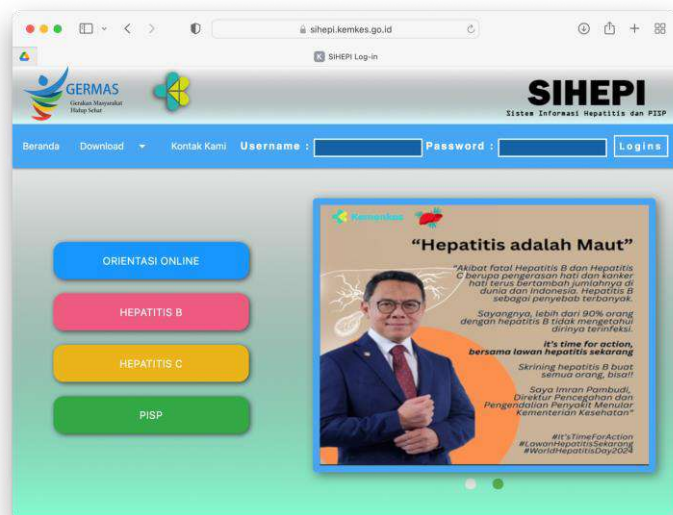 sihepi.kemkes.go.id
SIHEPI Log-in
GERMAS
Gerakan Masyarakat
Hidup Sehat
SIHEPI
Sistem Informasi Hepatitis dan PISP
Beranda Download Kontak Kami Username : Password : Logins
ORIENTASI ONLINE
HEPATITIS B
HEPATITIS C
PISP
Kemenkes
“Hepatitis adalah Maut”
"Akibat fatal Hepatitis B dan Hepatitis
C berupa pengerasan hati dan kanker
hati terus bertambah jumlahnya di
dunia dan Indonesia. Hepatitis B
sebagai penyebab terbanyak.
Sayangnya, lebih dari 90% orang
dengan hepatitis B tidak mengetahui
dirinya terinfeksi.
it's time for action,
bersama lawan hepatitis sekarang
Skrining hepatitis B buat
semua orang, bisa!!
Saya Imran Pambudi,
Direktur Pencegahan dan
Pengendalian Penyakit Menular
Kementerian Kesehatan"
#It'sTimeForAction
#LawanHepatitisSekarang
#WorldHepatitisDay2024